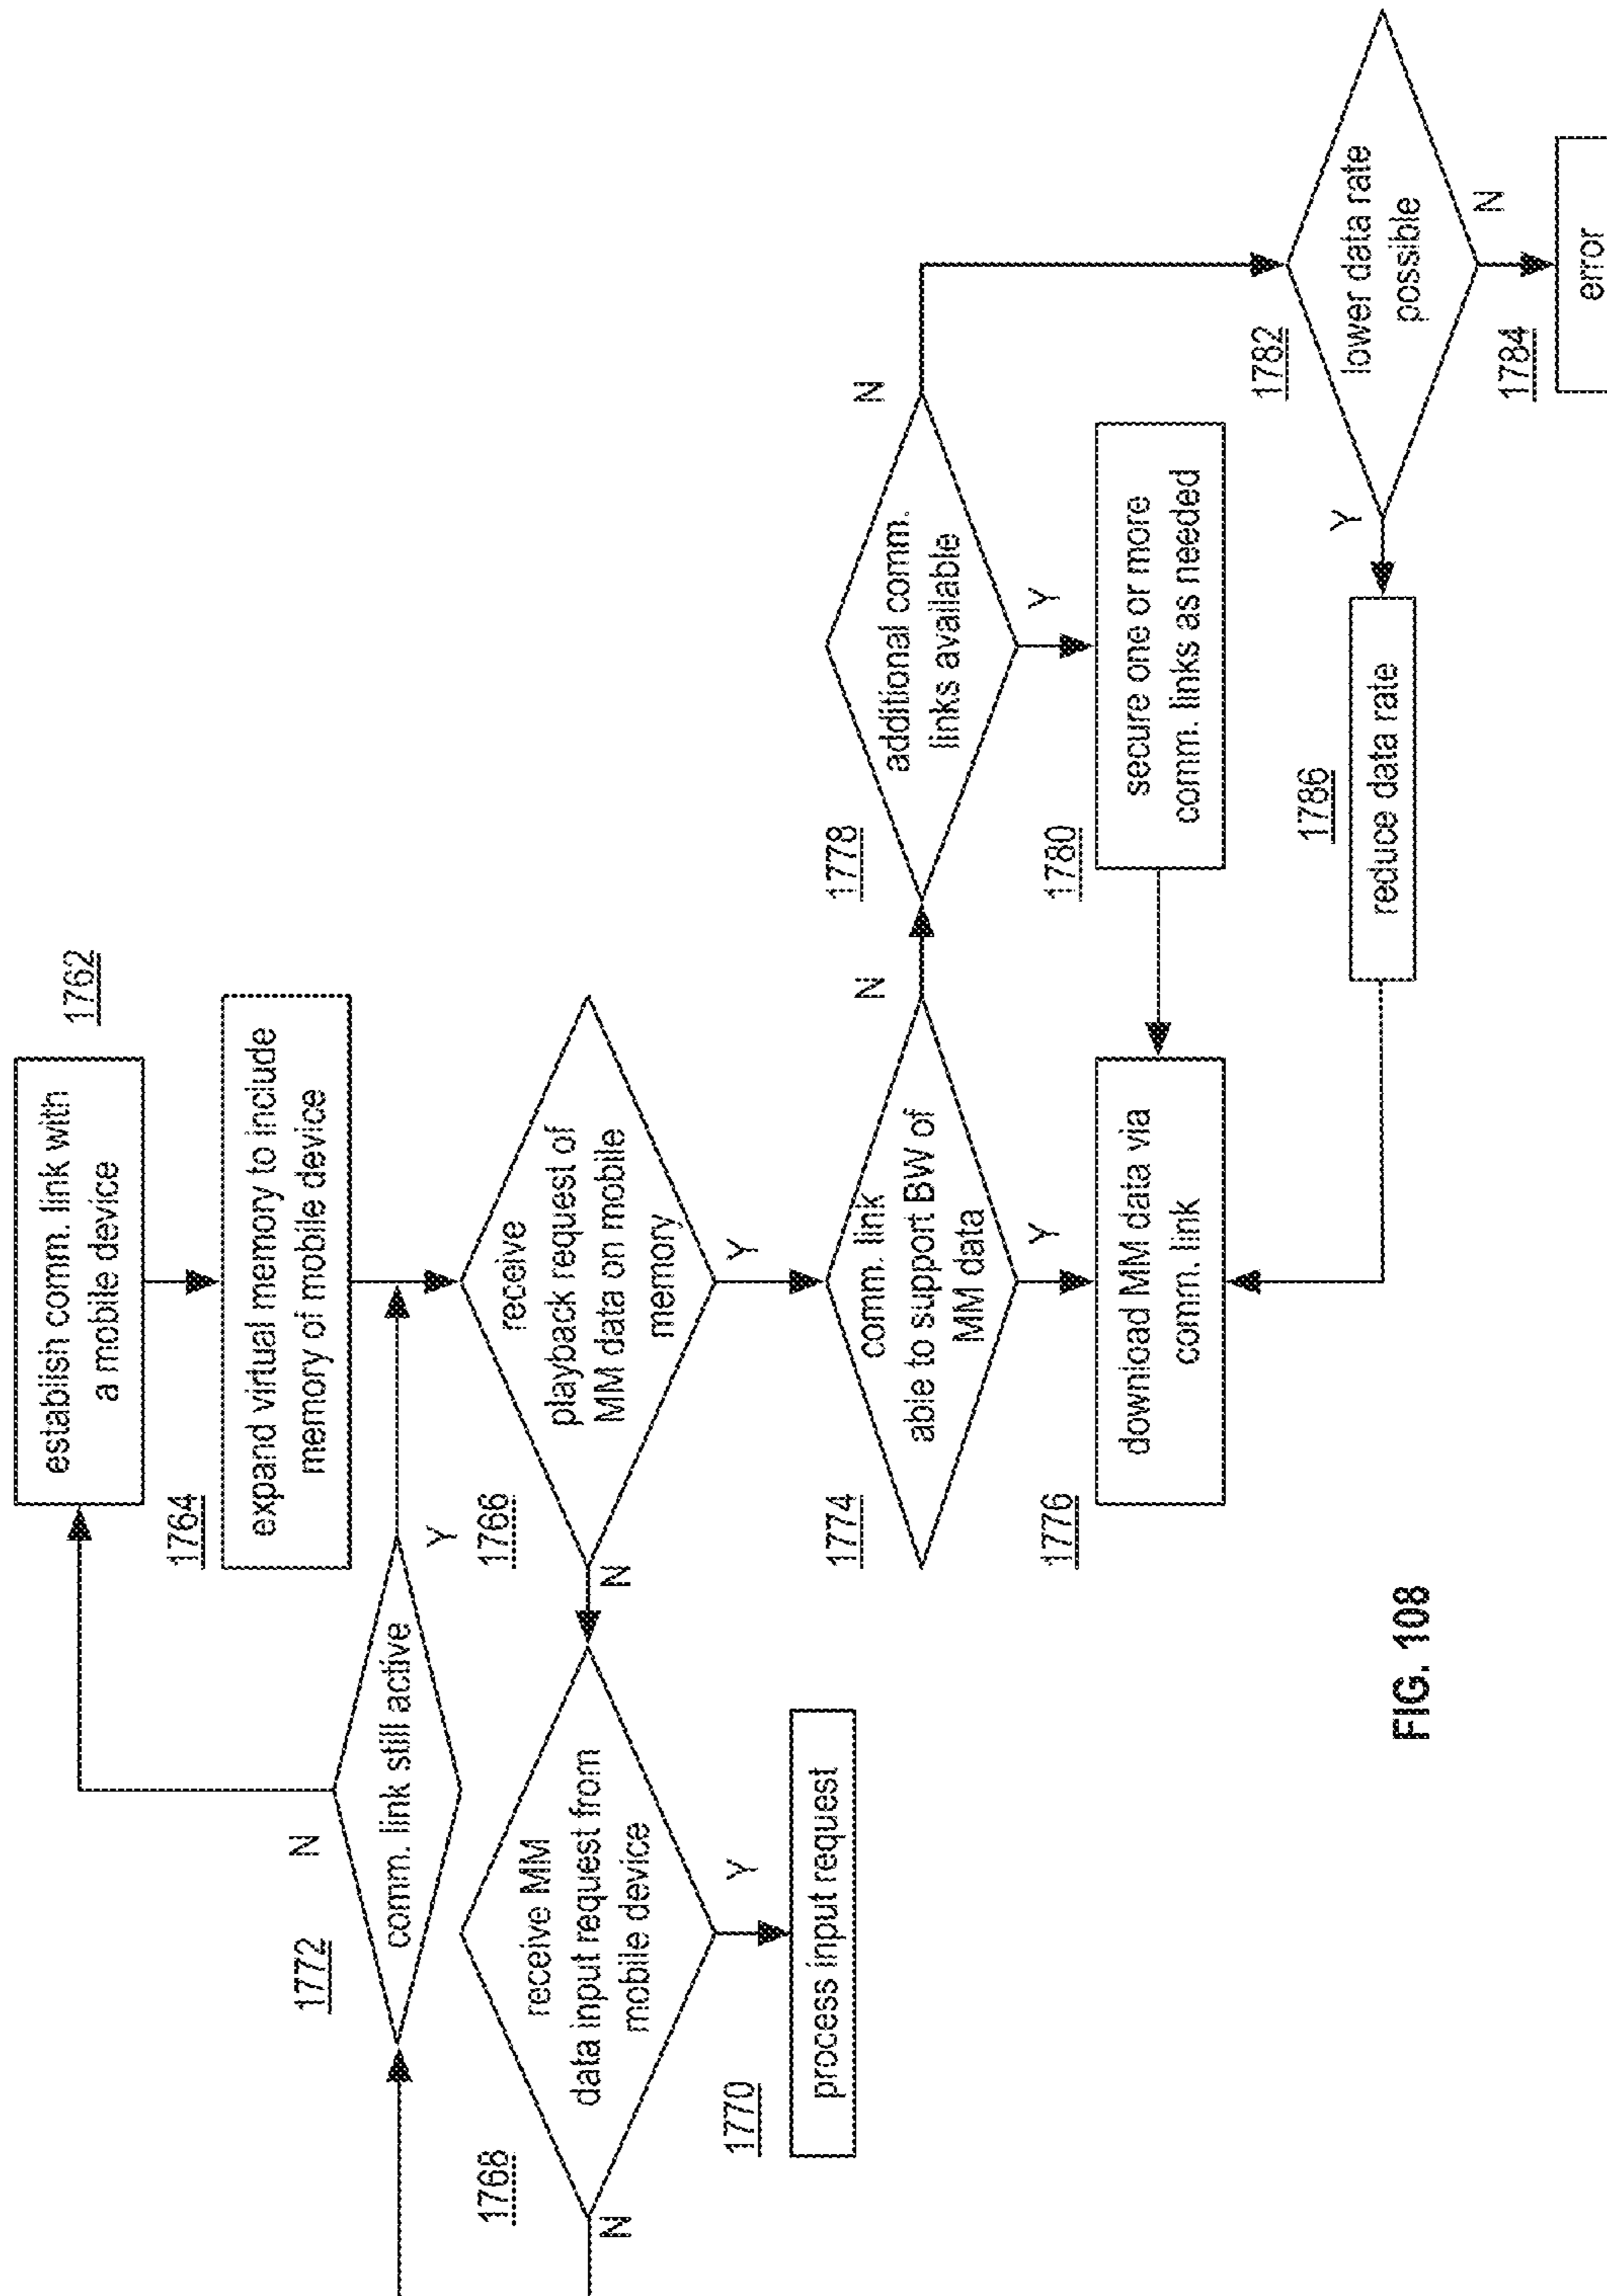 establish comm. link with
a mobile device
1762
1764
expand virtual memory to include
memory of mobile device
N
1772
comm. link still active
Y
1766
receive
playback request of
MM data on mobile
memory
N
Y
1768
receive MM
data input request from
mobile device
N
Y
1770
process input request
1774
comm. link
able to support BW of
MM data
N
Y
1778
additional comm.
links available
N
Y
1776
download MM data via
comm. link
1780
secure one or more
comm. links as needed
1782
lower data rate
possible
Y
N
1786
reduce data rate
1784
error
FIG. 108